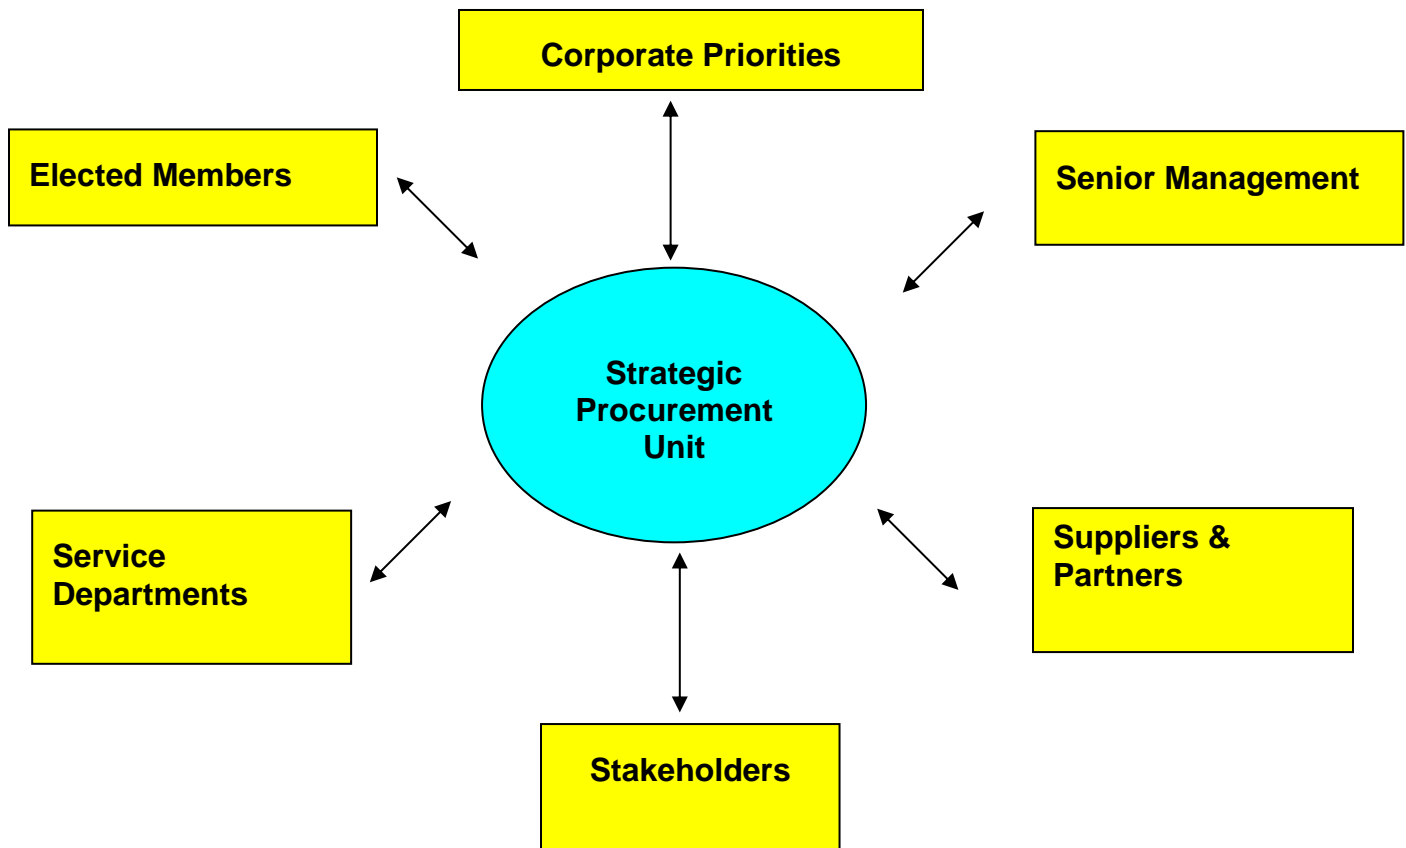 Corporate Priorities
Elected Members
Senior Management
Strategic
Procurement
Unit
Service
Departments
Suppliers &
Partners
Stakeholders